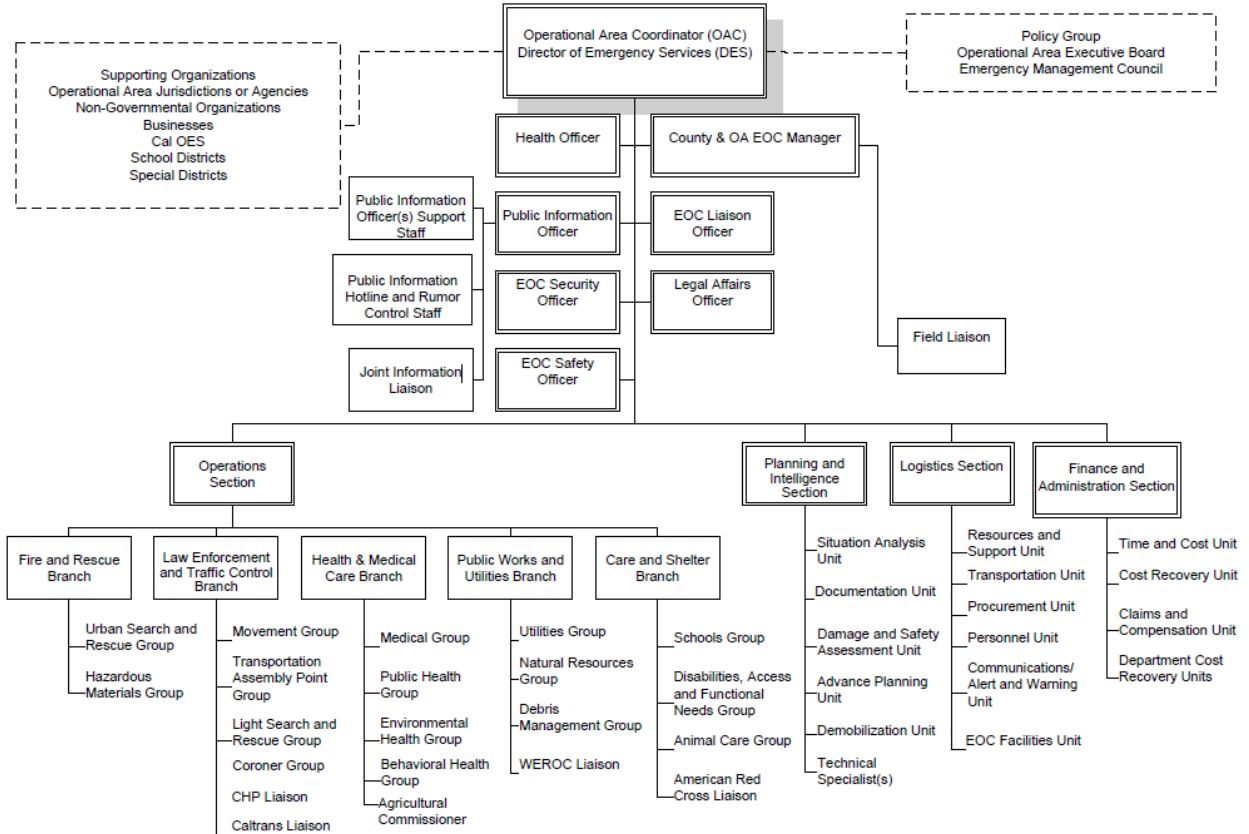 Operational Area Coordinator (OAC)
Director of Emergency Services (DES)
Policy Group
Operational Area Executive Board
Emergency Management Council
Supporting Organizations
Operational Area Jurisdictions or Agencies
Non-Governmental Organizations
Businesses
Cal OES
School Districts
Special Districts
Health Officer
County & OA EOC Manager
Public Information
Officer(s) Support
Staff
Public Information
Officer
EOC Liaison
Officer
Public Information
Hotline and Rumor
Control Staff
EOC Security
Officer
Legal Affairs
Officer
Field Liaison
Joint Information
Liaison
EOC Safety
Officer
Operations
Section
Planning and
Intelligence
Section
Logistics Section
Finance and
Administration Section
Fire and Rescue
Branch
Law Enforcement
and Traffic Control
Branch
Health & Medical
Care Branch
Public Works and
Utilities Branch
Care and Shelter
Branch
Urban Search and
Rescue Group
Hazardous
Materials Group
Movement Group
Transportation
Assembly Point
Group
Light Search and
Rescue Group
Coroner Group
CHP Liaison
Caltrans Liaison
Medical Group
Public Health
Group
Environmental
Health Group
Behavioral Health
Group
Agricultural
Commissioner
Utilities Group
Natural Resources
Group
Debris
Management Group
WEROC Liaison
Schools Group
Disabilities, Access
and Functional
Needs Group
Animal Care Group
American Red
Cross Liaison
Situation Analysis
Unit
Documentation Unit
Damage and Safety
Assessment Unit
Advance Planning
Unit
Demobilization Unit
Technical
Specialist(s)
Resources and
Support Unit
Transportation Unit
Procurement Unit
Personnel Unit
Communications/
Alert and Warning
Unit
EOC Facilities Unit
Time and Cost Unit
Cost Recovery Unit
Claims and
Compensation Unit
Department Cost
Recovery Units